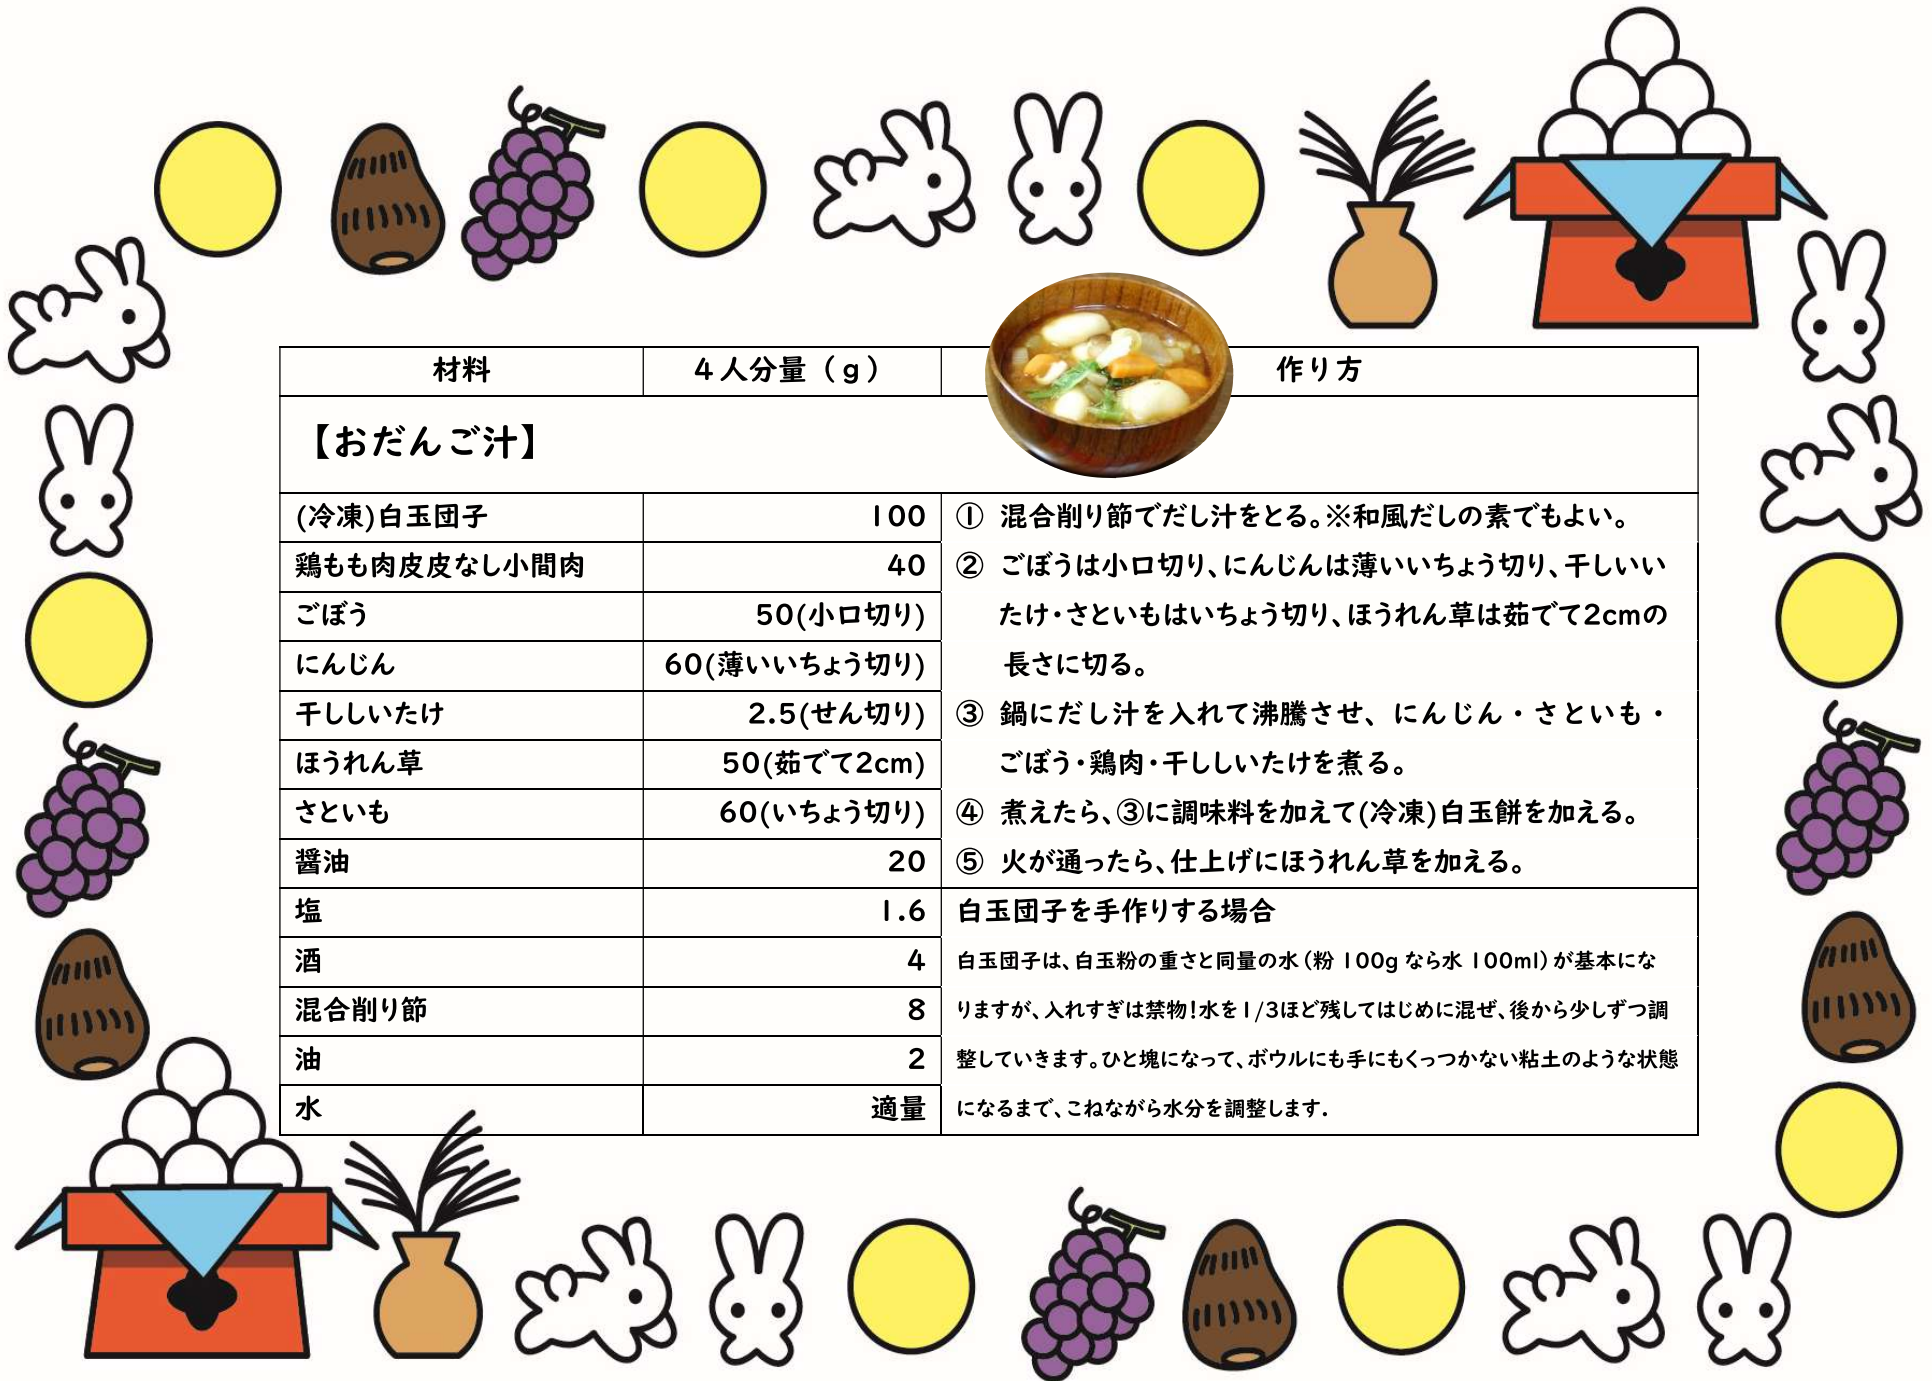 材料 ４人分量（ｇ） 作り方
【おだんご汁】
(冷凍)白玉団子 100
鶏もも肉皮皮なし小間肉 40
ごぼう 50(小口切り)
にんじん 60(薄いいちょう切り)
干ししいたけ 2.5(せん切り)
ほうれん草 50(茹でて2cm)
さといも 60(いちょう切り)
醤油 20
塩 1.6
酒 4
混合削り節 8
油 2
水 適量
① 混合削り節でだし汁をとる。※和風だしの素でもよい。
② ごぼうは小口切り、にんじんは薄いいちょう切り、干しいい
たけ・さといもはいちょう切り、ほうれん草は茹でて2cmの
長さに切る。
③ 鍋にだし汁を入れて沸騰させ、にんじん・さといも・
ごぼう・鶏肉・干ししいたけを煮る。
④ 煮えたら、③に調味料を加えて(冷凍)白玉餅を加える。
⑤ 火が通ったら、仕上げにほうれん草を加える。
白玉団子を手作りする場合
白玉団子は、白玉粉の重さと同量の水（粉 100g なら水 100ml）が基本にな
りますが、入れすぎは禁物！水を1/3ほど残してはじめに混ぜ、後から少しずつ調
整していきます。ひと塊になって、ボウルにも手にもくっつかない粘土のような状態
になるまで、こねながら水分を調整します.